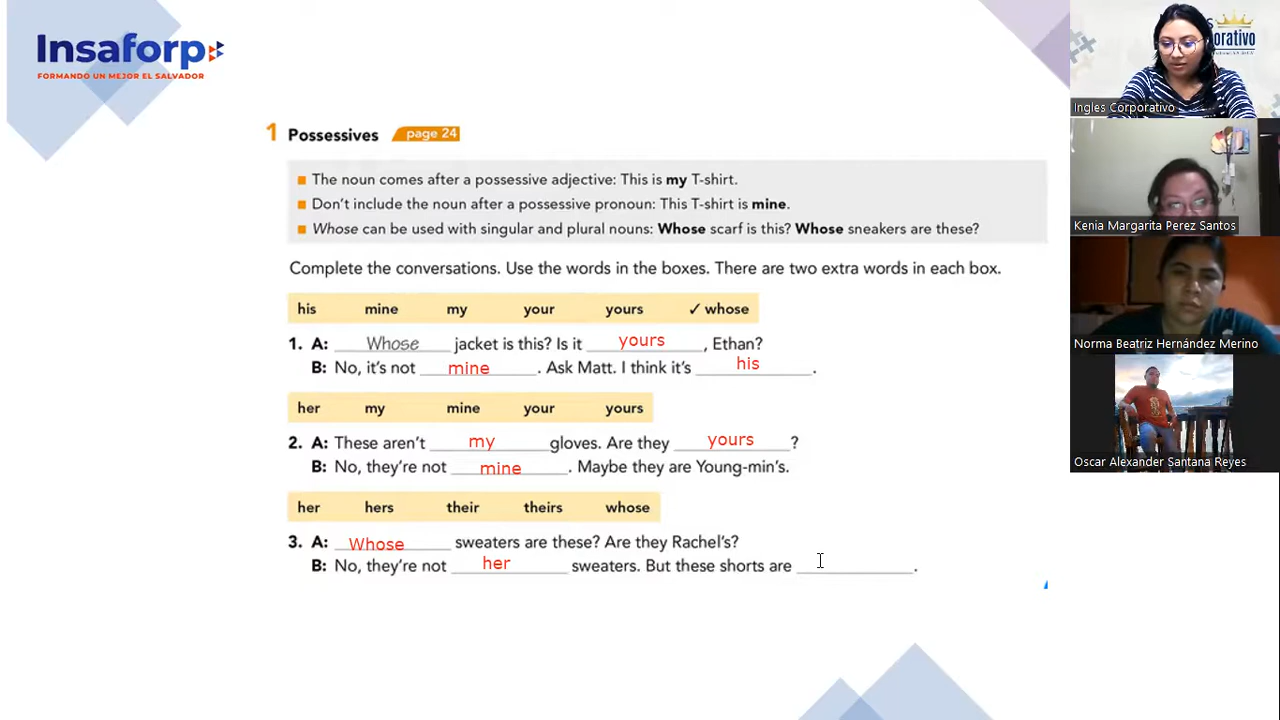 Insaforp
FORMANDO UN MEJOR EL SALVADOR
1 Possessives page 24
The noun comes after a possessive adjective: This is my T-shirt.
Don't include the noun after a possessive pronoun: This T-shirt is mine.
Whose can be used with singular and plural nouns: Whose scarf is this? Whose sneakers are these?
Complete the conversations. Use the words in the boxes. There are two extra words in each box.
his mine my your yours ✓ whose
1. A: Whose jacket is this? Is it yours, Ethan?
B: No, it's not mine. Ask Matt. I think it's his.
her my mine your yours
2. A: These aren't my gloves. Are they yours?
B: No, they're not mine. Maybe they are Young-min's.
her hers their theirs whose
3. A: Whose sweaters are these? Are they Rachel's?
B: No, they're not her sweaters. But these shorts are ________.
Ingles Corporativo
Kenia Margarita Perez Santos
Norma Beatriz Hernández Merino
Oscar Alexander Santana Reyes